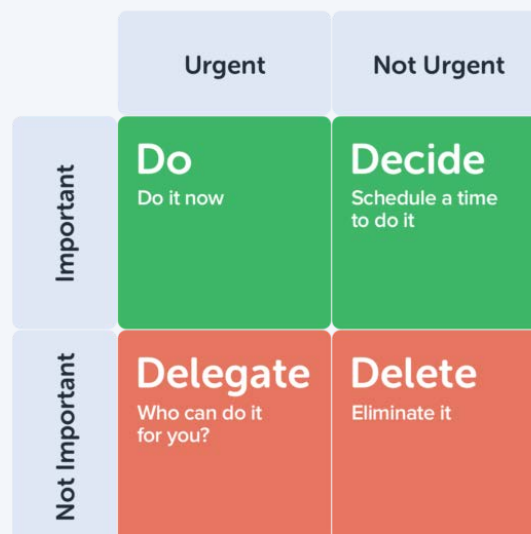 Urgent
Not Urgent
Important
Do
Do it now
Decide
Schedule a time
to do it
Not Important
Delegate
Who can do it
for you?
Delete
Eliminate it